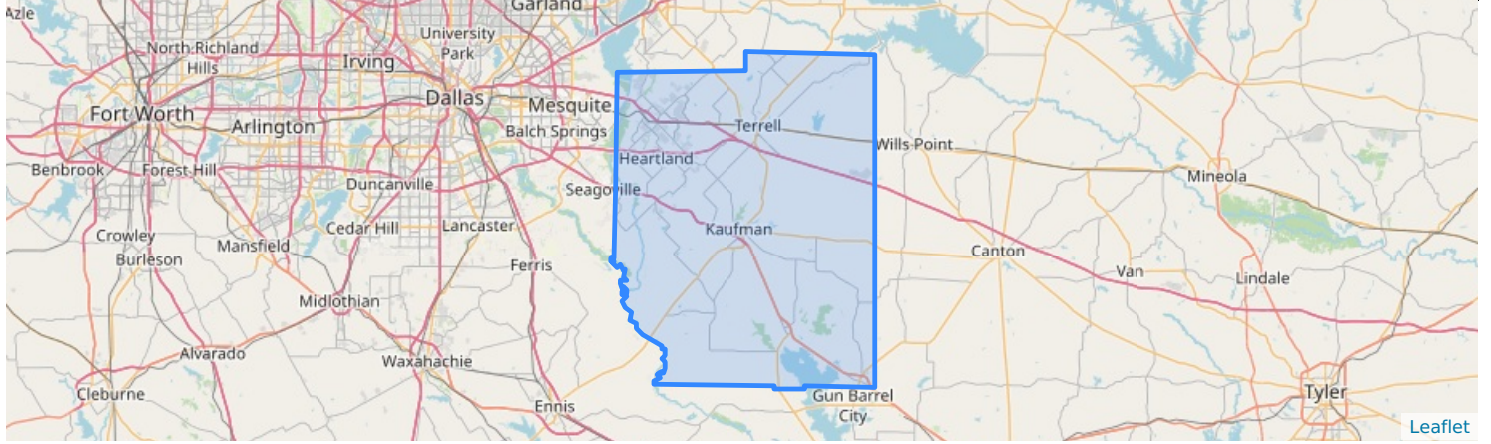 Azle
Garland
University
Park
North Richland
Hills
Irving
Dallas
Mesquite
Fort Worth
Arlington
Balch Springs
Terrell
Wills Point
Heartland
Benbrook
Forest Hill
Duncanville
Seagoville
Mineola
Crowley
Mansfield
Cedar Hill
Lancaster
Kaufman
Burleson
Ferris
Canton
Van
Lindale
Midlothian
Alvarado
Waxahachie
Cleburne
Ennis
Gun Barrel
City
Tyler
Leaflet